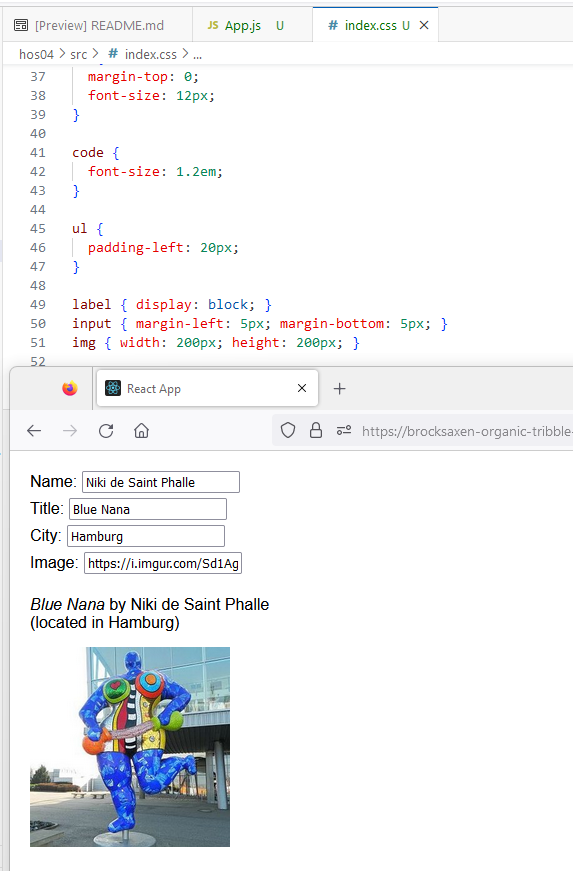 [Preview] README.md
JS App.js U
# index.css U
hos04 > src > # index.css > ...
37 margin-top: 0;
38 font-size: 12px;
39 }
40
41 code {
42 font-size: 1.2em;
43 }
44
45 ul {
46 padding-left: 20px;
47 }
48
49 label { display: block; }
50 input { margin-left: 5px; margin-bottom: 5px; }
51 img { width: 200px; height: 200px; }
52
React App
https://brocksaxen-organic-tribble-
Name: Niki de Saint Phalle
Title: Blue Nana
City: Hamburg
Image: https://i.imgur.com/Sd1Ag
Blue Nana by Niki de Saint Phalle
(located in Hamburg)